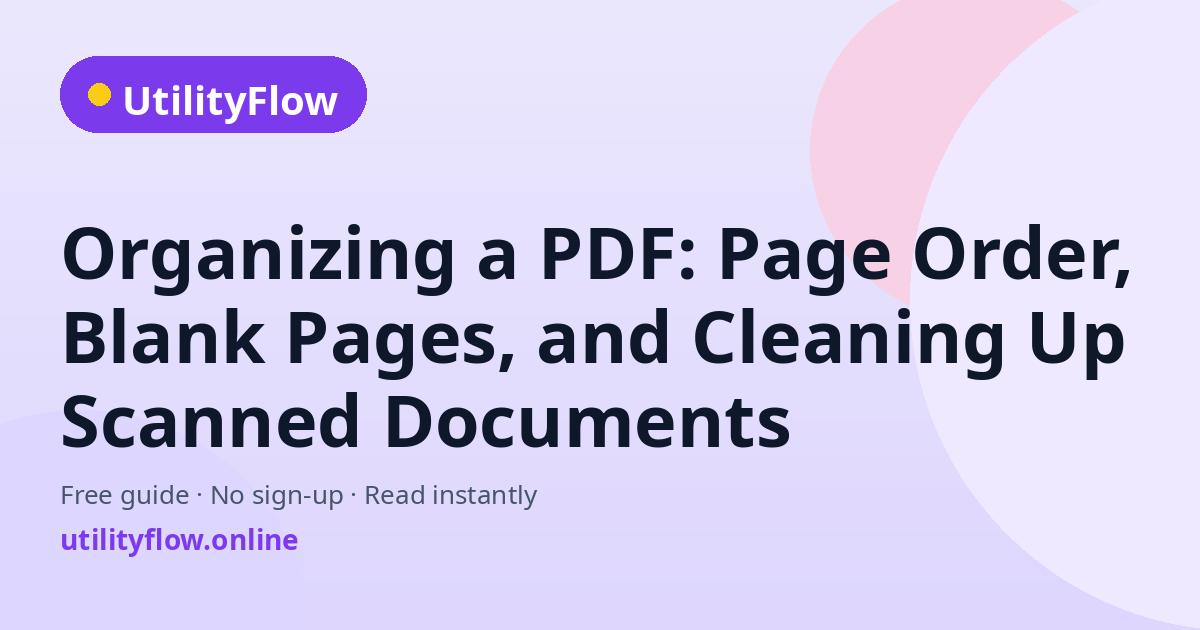 UtilityFlow
Organizing a PDF: Page Order,
Blank Pages, and Cleaning Up
Scanned Documents
Free guide · No sign-up · Read instantly
utilityflow.online